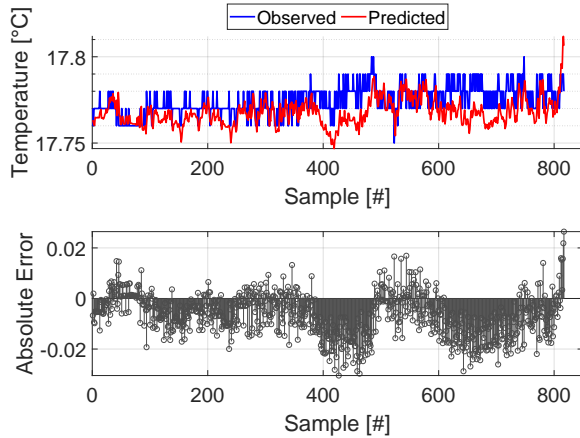 Observed Predicted
Temperature [°C]
17.8
17.75
0 200 400 600 800
Sample [#]
Absolute Error
0.02
0
-0.02
0 200 400 600 800
Sample [#]